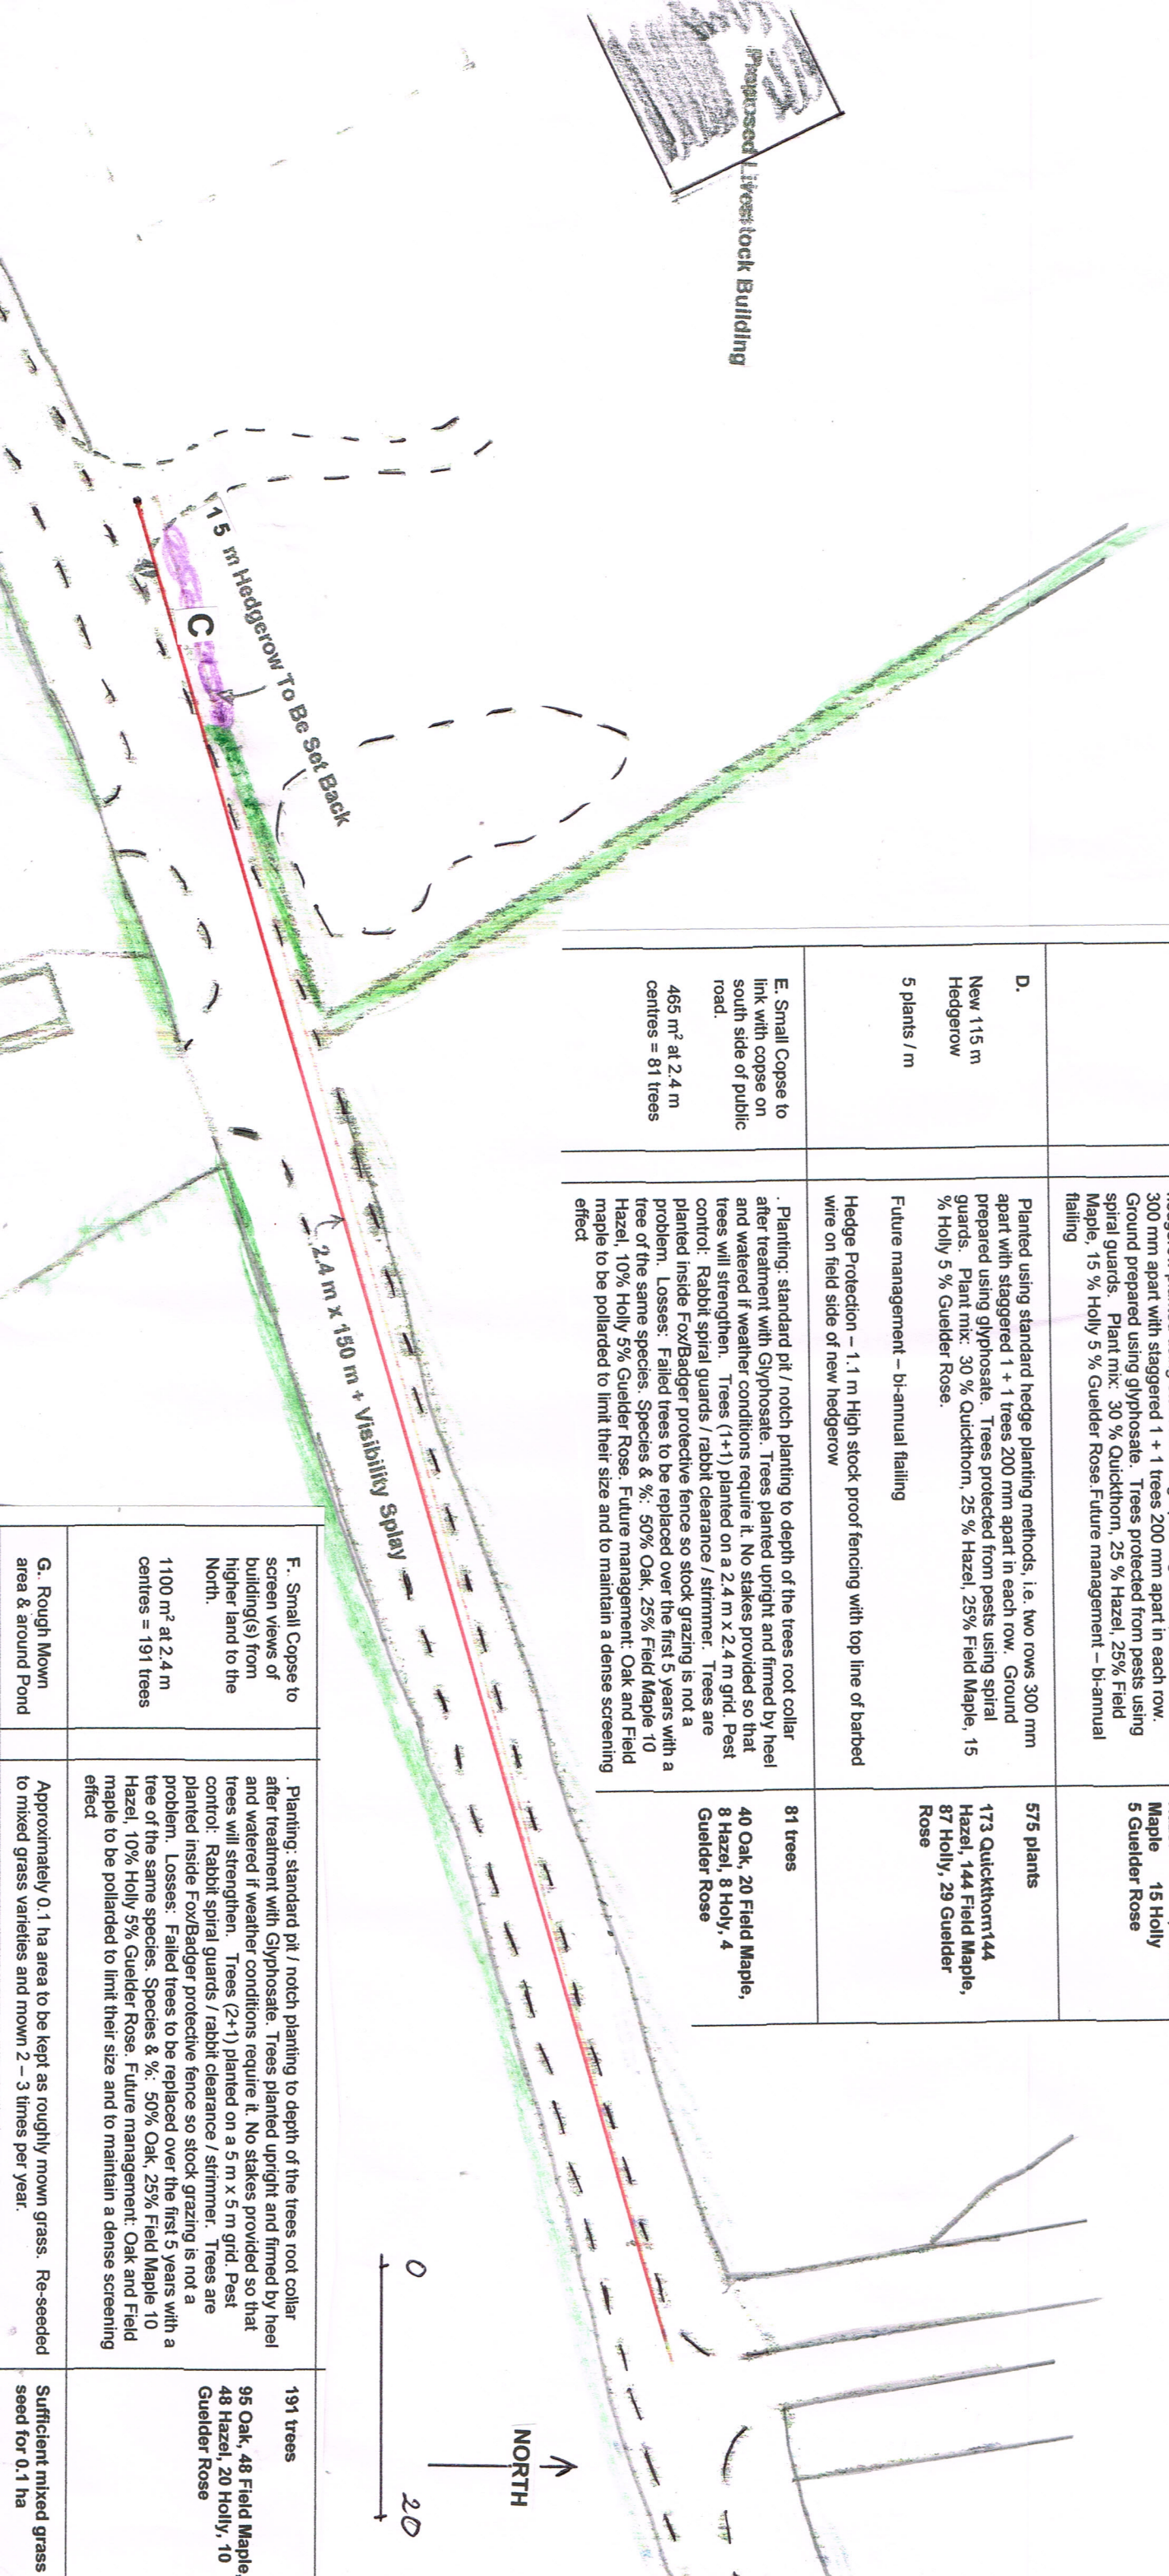 Proposed Livestock Building
15 m Hedgerow To Be Set Back
C
2.4 m x 150 m + Visibility Splay
300 mm apart with staggered 1 + 1 trees 200 mm apart in each row.
Ground prepared using glyphosate. Trees protected from pests using
spiral guards. Plant mix: 30 % Quickthorn, 25 % Hazel, 25% Field
Maple, 15 % Holly 5 % Guelder Rose.Future management – bi-annual
flailing
Maple 15 Holly
5 Guelder Rose
D.
New 115 m
Hedgerow
5 plants / m
Planted using standard hedge planting methods, i.e. two rows 300 mm
apart with staggered 1 + 1 trees 200 mm apart in each row. Ground
prepared using glyphosate. Trees protected from pests using spiral
guards. Plant mix: 30 % Quickthorn, 25 % Hazel, 25% Field Maple, 15
% Holly 5 % Guelder Rose.
Future management – bi-annual flailing
Hedge Protection – 1.1 m High stock proof fencing with top line of barbed
wire on field side of new hedgerow
575 plants
173 Quickthorn144
Hazel, 144 Field Maple,
87 Holly, 29 Guelder
Rose
E. Small Copse to
link with copse on
south side of public
road.
465 m² at 2.4 m
centres = 81 trees
. Planting: standard pit / notch planting to depth of the trees root collar
after treatment with Glyphosate. Trees planted upright and firmed by heel
and watered if weather conditions require it. No stakes provided so that
trees will strengthen. Trees (1+1) planted on a 2.4 m x 2.4 m grid. Pest
control: Rabbit spiral guards / rabbit clearance / strimmer. Trees are
planted inside Fox/Badger protective fence so stock grazing is not a
problem. Losses: Failed trees to be replaced over the first 5 years with a
tree of the same species. Species & %: 50% Oak, 25% Field Maple 10
Hazel, 10% Holly 5% Guelder Rose. Future management: Oak and Field
maple to be pollarded to limit their size and to maintain a dense screening
effect
81 trees
40 Oak, 20 Field Maple,
8 Hazel, 8 Holy, 4
Guelder Rose
F. Small Copse to
screen views of
building(s) from
higher land to the
North.
1100 m² at 2.4 m
centres = 191 trees
. Planting: standard pit / notch planting to depth of the trees root collar
after treatment with Glyphosate. Trees planted upright and firmed by heel
and watered if weather conditions require it. No stakes provided so that
trees will strengthen. Trees (2+1) planted on a 5 m x 5 m grid. Pest
control: Rabbit spiral guards / rabbit clearance / strimmer. Trees are
planted inside Fox/Badger protective fence so stock grazing is not a
problem. Losses: Failed trees to be replaced over the first 5 years with a
tree of the same species. Species & %: 50% Oak, 25% Field Maple 10
Hazel, 10% Holly 5% Guelder Rose. Future management: Oak and Field
maple to be pollarded to limit their size and to maintain a dense screening
effect
191 trees
95 Oak, 48 Field Maple,
48 Hazel, 20 Holly, 10
Guelder Rose
G.. Rough Mown
area & around Pond
Approximately 0.1 ha area to be kept as roughly mown grass. Re-seeded
to mixed grass varieties and mown 2 – 3 times per year.
Sufficient mixed grass
seed for 0.1 ha
NORTH
0
20